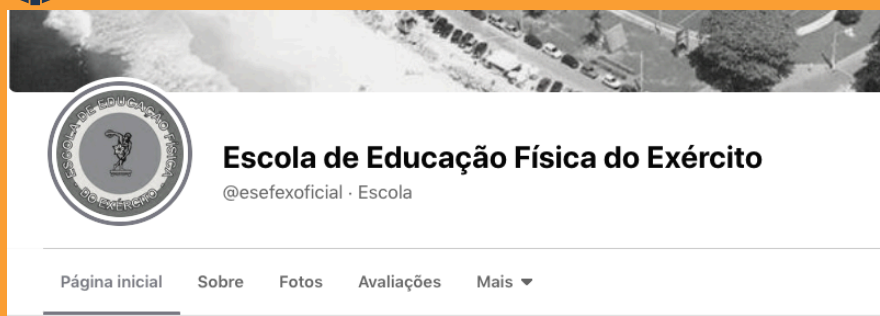 ESCOLA DE EDUCAÇÃO FÍSICA
DO EXÉRCITO
Escola de Educação Física do Exército
@esefexoficial · Escola
Página inicial Sobre Fotos Avaliações Mais